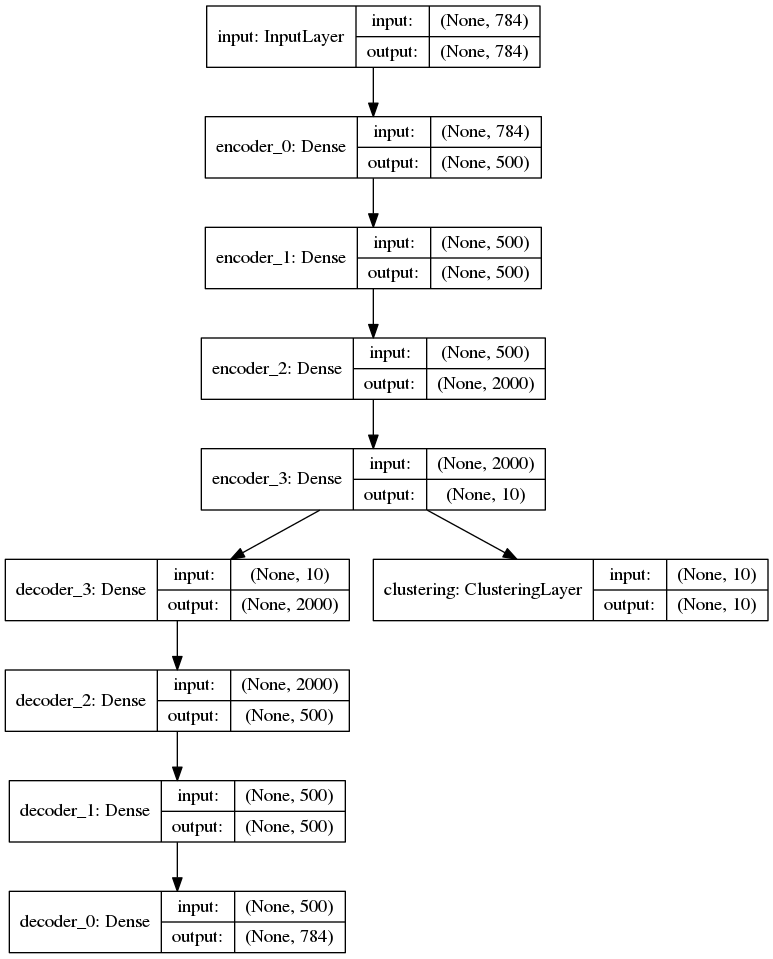 input: InputLayer input: (None, 784)
output: (None, 784)
encoder_0: Dense input: (None, 784)
output: (None, 500)
encoder_1: Dense input: (None, 500)
output: (None, 500)
encoder_2: Dense input: (None, 500)
output: (None, 2000)
encoder_3: Dense input: (None, 2000)
output: (None, 10)
decoder_3: Dense input: (None, 10)
output: (None, 2000)
clustering: ClusteringLayer input: (None, 10)
output: (None, 10)
decoder_2: Dense input: (None, 2000)
output: (None, 500)
decoder_1: Dense input: (None, 500)
output: (None, 500)
decoder_0: Dense input: (None, 500)
output: (None, 784)